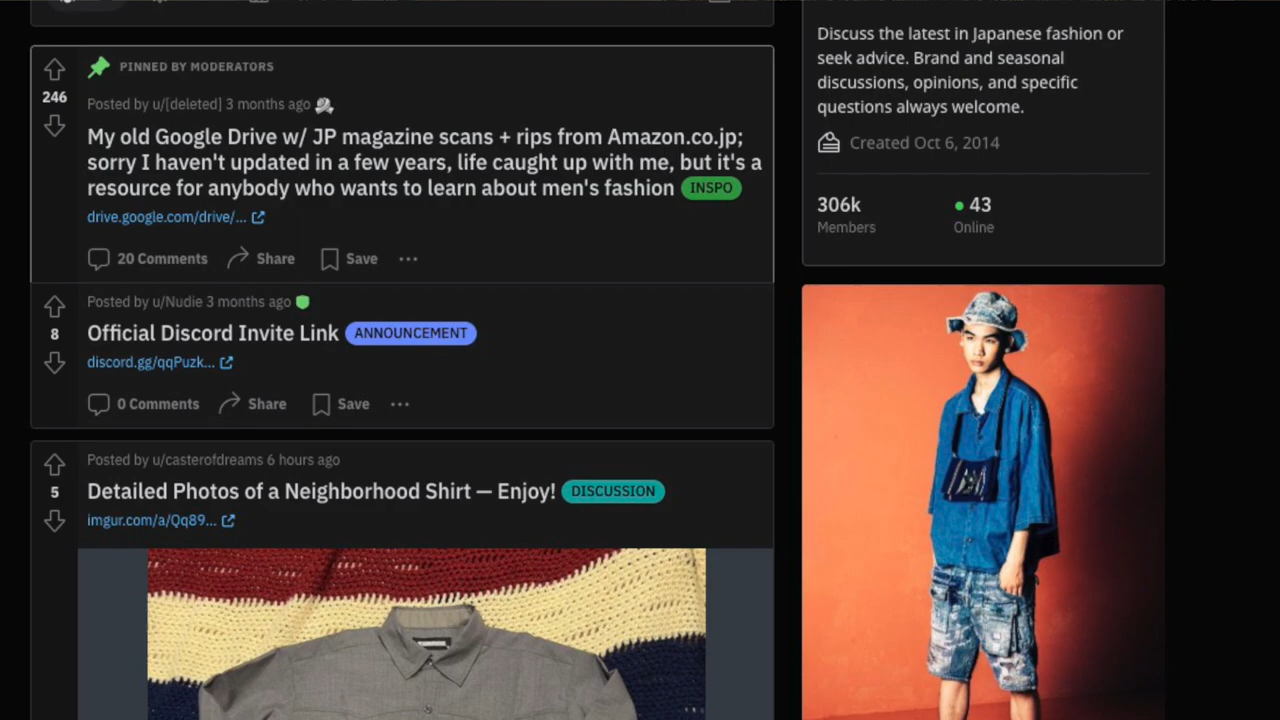 PINNED BY MODERATORS
246
Posted by u/[deleted] 3 months ago
My old Google Drive w/ JP magazine scans + rips from Amazon.co.jp;
sorry I haven't updated in a few years, life caught up with me, but it's a
resource for anybody who wants to learn about men's fashion INSPO
drive.google.com/drive/...
20 Comments Share Save
Posted by u/Nudie 3 months ago
8
Official Discord Invite Link ANNOUNCEMENT
discord.gg/qqPuzk...
0 Comments Share Save
Posted by u/casterofdreams 6 hours ago
5
Detailed Photos of a Neighborhood Shirt — Enjoy! DISCUSSION
imgur.com/a/Qq89...
Discuss the latest in Japanese fashion or
seek advice. Brand and seasonal
discussions, opinions, and specific
questions always welcome.
Created Oct 6, 2014
306k 43
Members Online